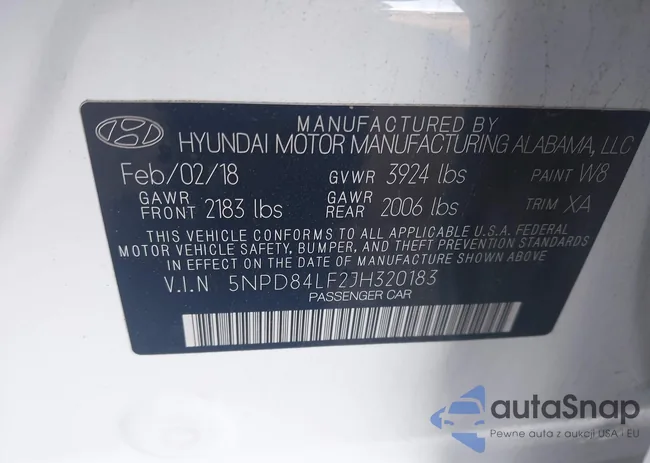 MANUFACTURED BY
HYUNDAI MOTOR MANUFACTURING ALABAMA, LLC
Feb/02/18 GVWR 3924 lbs PAINT W8
GAWR FRONT 2183 lbs GAWR REAR 2006 lbs TRIM XA
THIS VEHICLE CONFORMS TO ALL APPLICABLE U.S.A. FEDERAL
MOTOR VEHICLE SAFETY, BUMPER, AND THEFT PREVENTION STANDARDS
IN EFFECT ON THE DATE OF MANUFACTURE SHOWN ABOVE
V.I.N 5NPD84LF2JH320183
PASSENGER CAR
autaSnap
Pewne auta z aukcji USA i EU